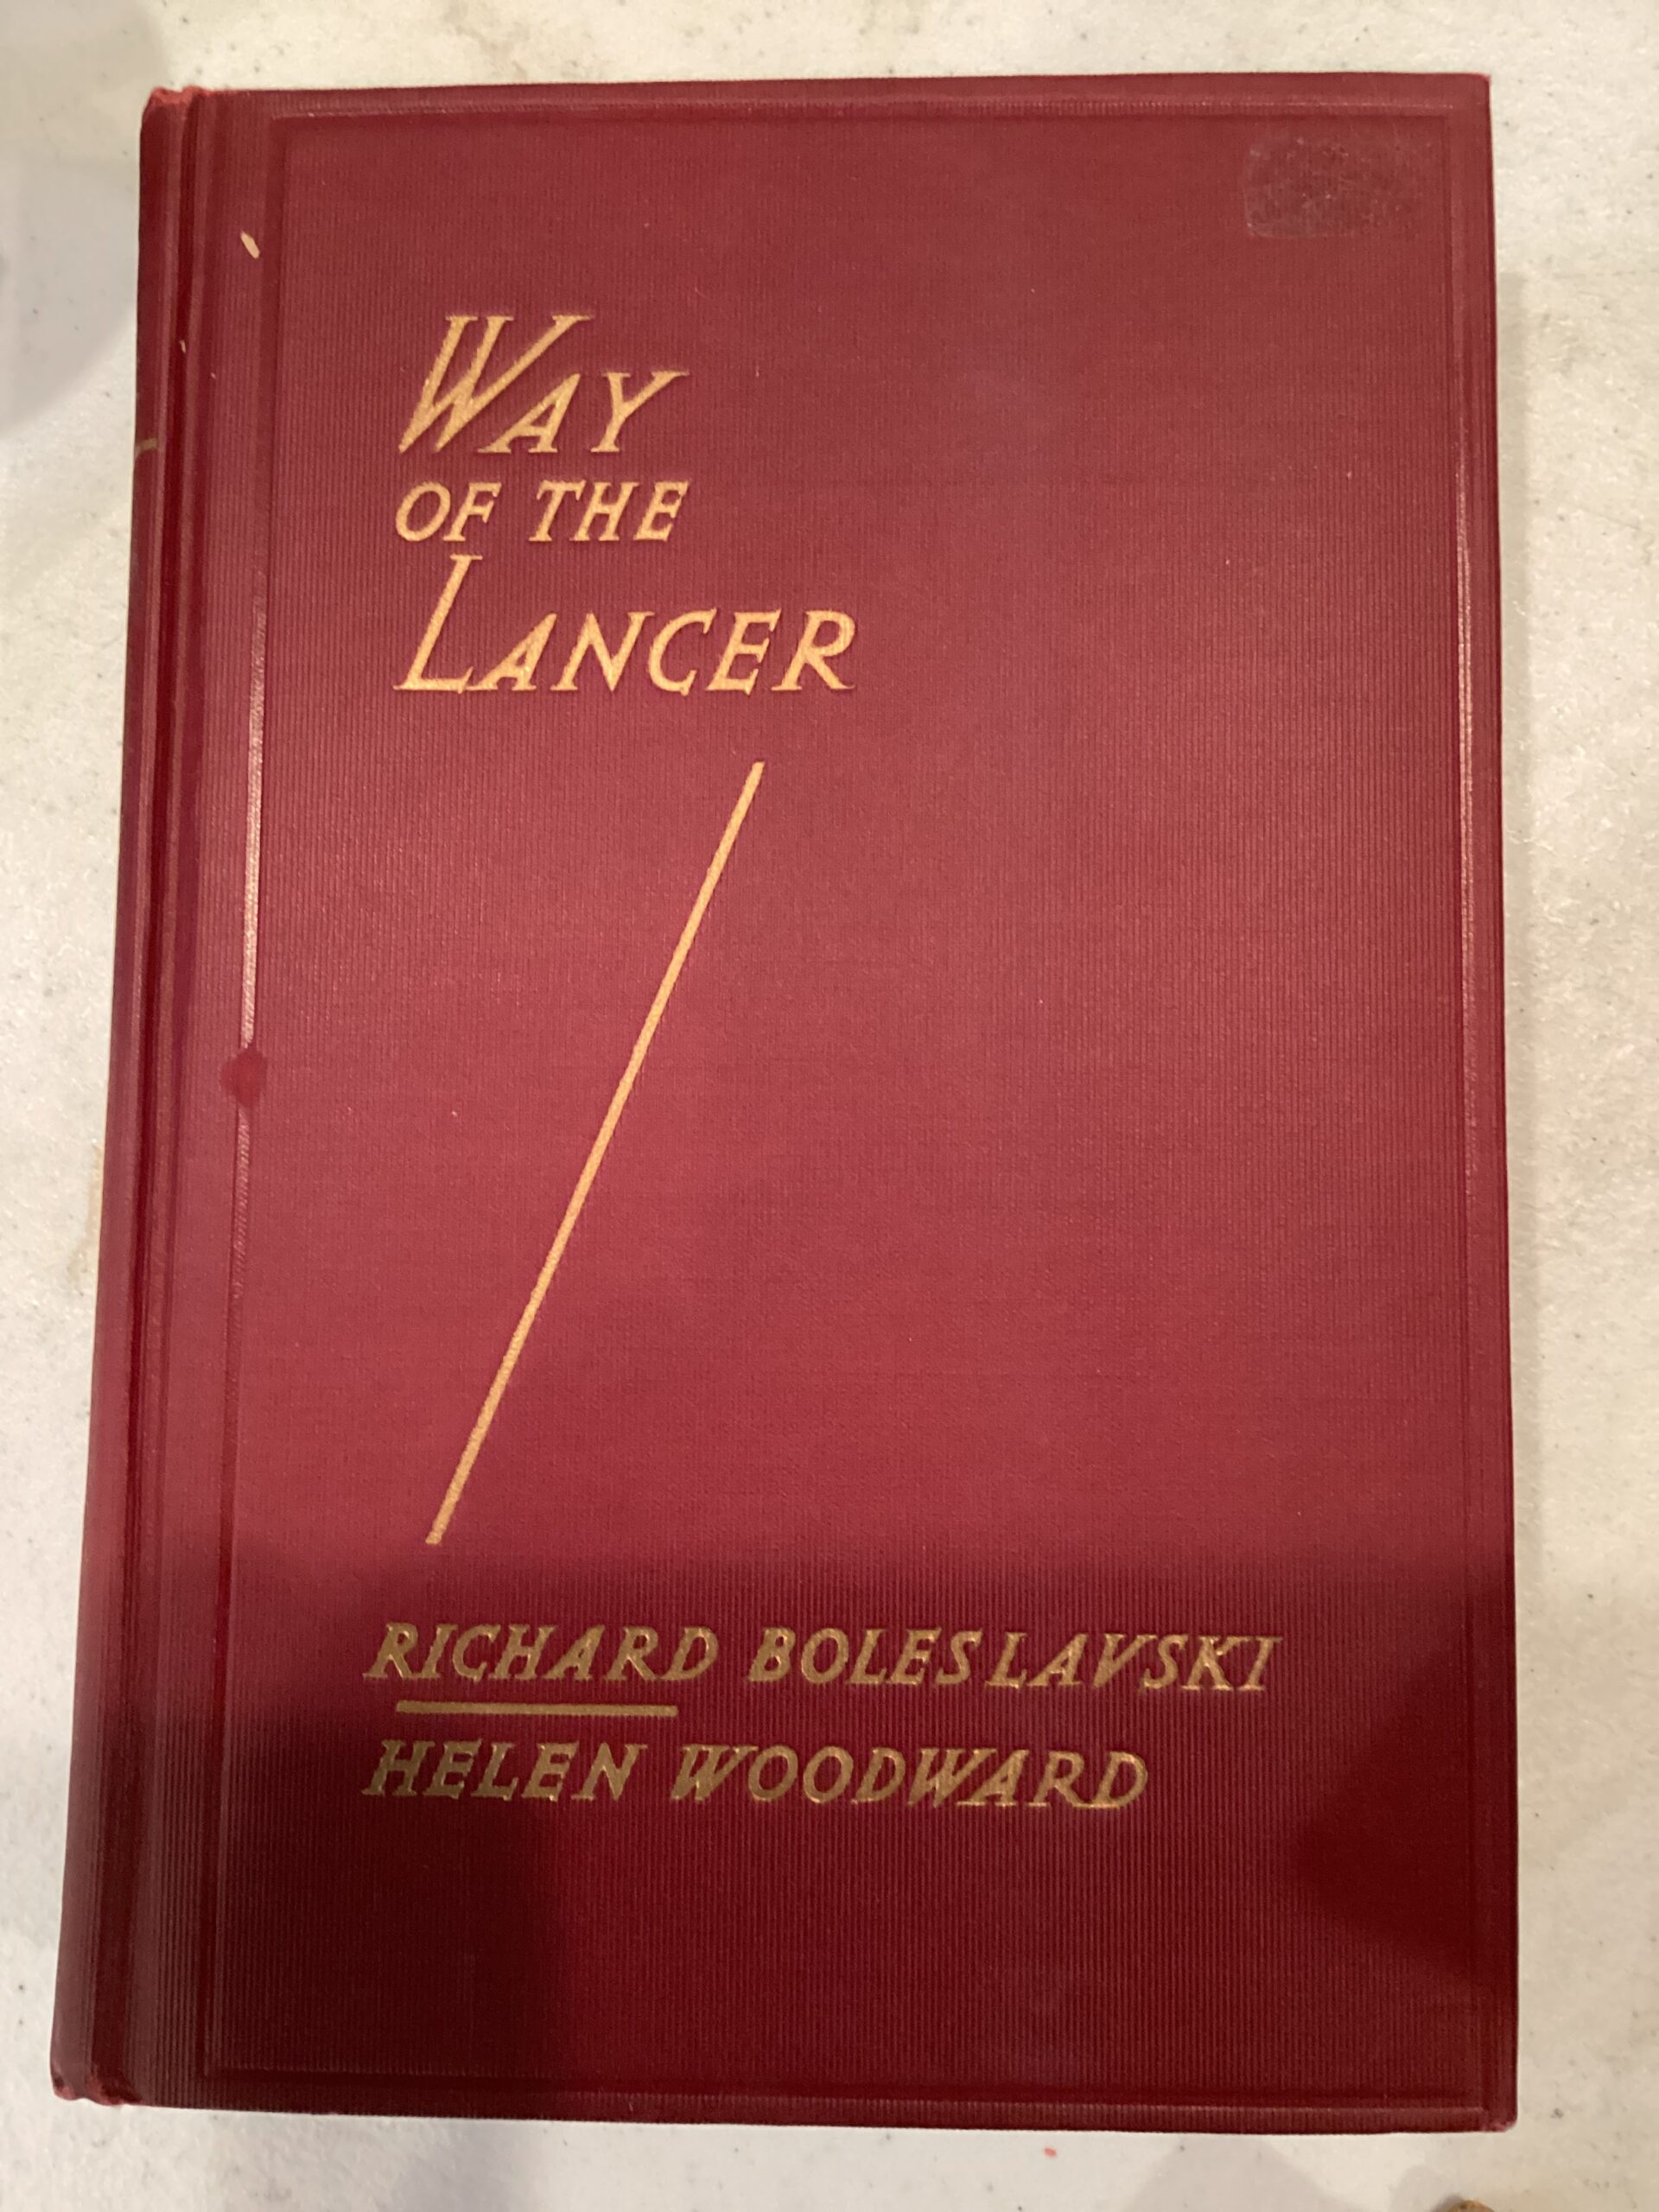 WAY
OF THE
LANCER
RICHARD BOLESLAVSKI
HELEN WOODWARD